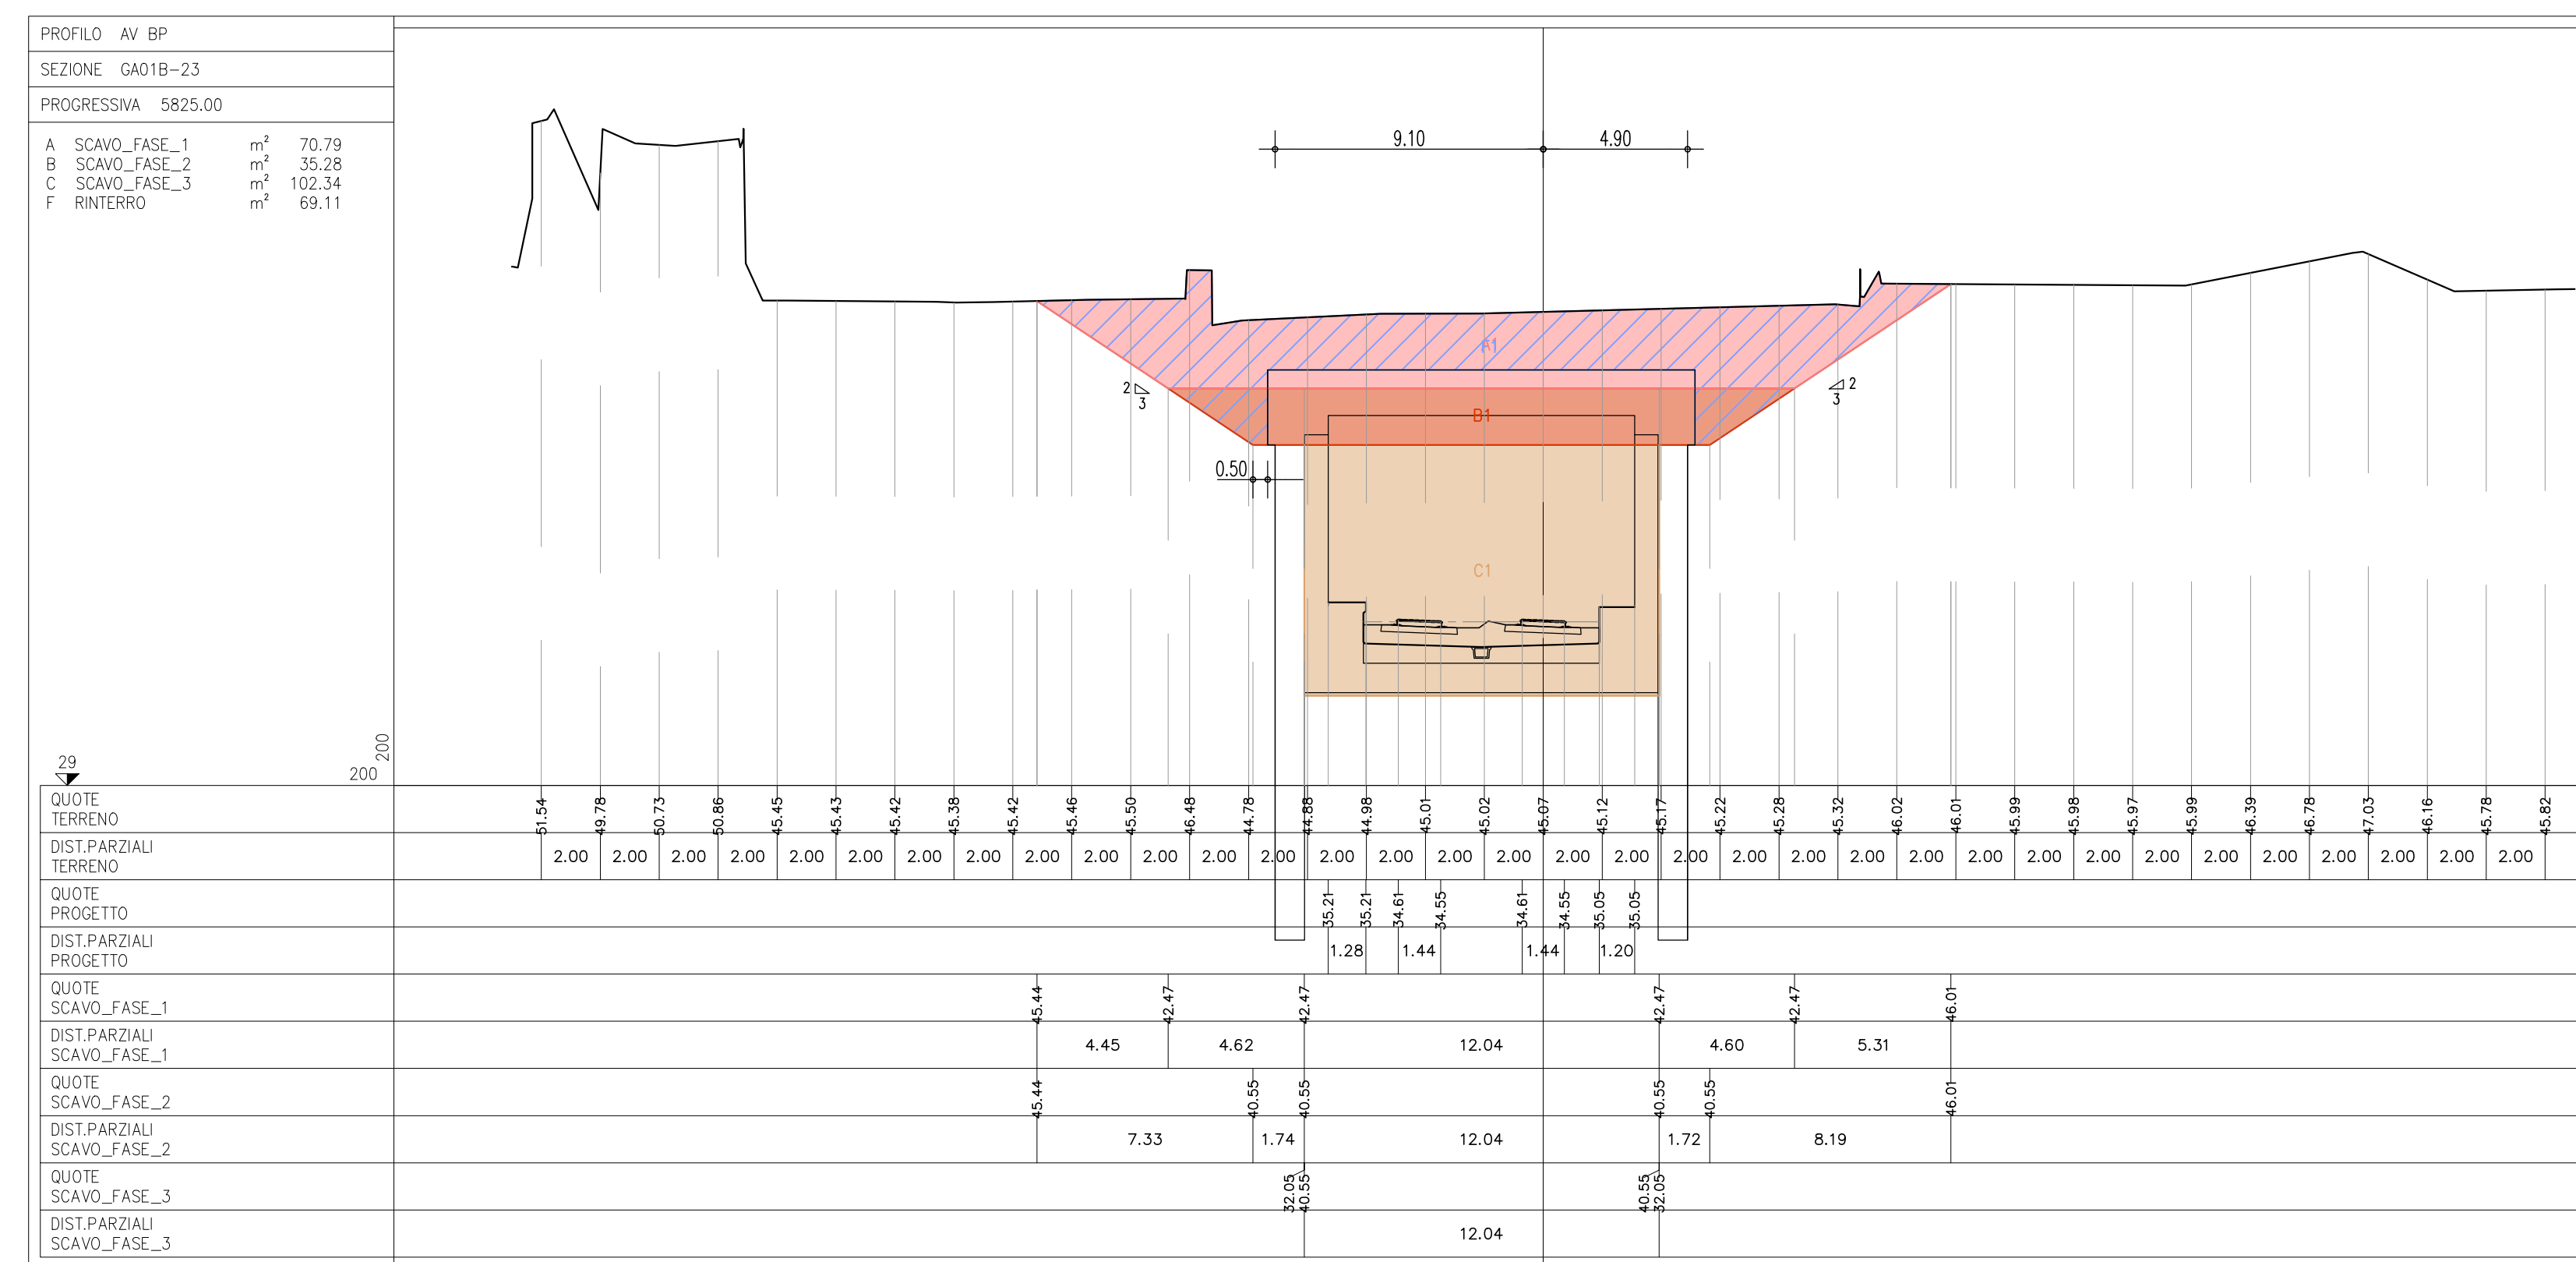 PROFILO AV BP
SEZIONE GA01B-23
PROGRESSIVA 5825.00
A SCAVO_FASE_1 m² 70.79
B SCAVO_FASE_2 m² 35.28
C SCAVO_FASE_3 m² 102.34
F RINTERRO m² 69.11
9.10 4.90
A1
2 3
2 3
B1
0.50
C1
200
29 200
QUOTE
TERRENO
51.54 49.78 50.73 50.86 45.45 45.43 45.42 45.38 45.42 45.46 45.50 46.48 44.78 44.88 44.98 45.01 45.02 45.07 45.12 45.17 45.22 45.28 45.32 46.02 46.01 45.99 45.98 45.97 45.99 46.39 46.78 47.03 46.16 45.78 45.82
DIST.PARZIALI
TERRENO
2.00 2.00 2.00 2.00 2.00 2.00 2.00 2.00 2.00 2.00 2.00 2.00 2.00 2.00 2.00 2.00 2.00 2.00 2.00 2.00 2.00 2.00 2.00 2.00 2.00 2.00 2.00 2.00 2.00 2.00 2.00 2.00 2.00
QUOTE
PROGETTO
35.21 35.21 34.61 34.55 34.61 34.55 35.05 35.05
DIST.PARZIALI
PROGETTO
1.28 1.44 1.44 1.20
QUOTE
SCAVO_FASE_1
45.44 42.47 42.47 42.47 42.47 46.01
DIST.PARZIALI
SCAVO_FASE_1
4.45 4.62 12.04 4.60 5.31
QUOTE
SCAVO_FASE_2
45.44 40.55 40.55 40.55 40.55 46.01
DIST.PARZIALI
SCAVO_FASE_2
7.33 1.74 12.04 1.72 8.19
QUOTE
SCAVO_FASE_3
32.05 40.55 40.55 32.05
DIST.PARZIALI
SCAVO_FASE_3
12.04